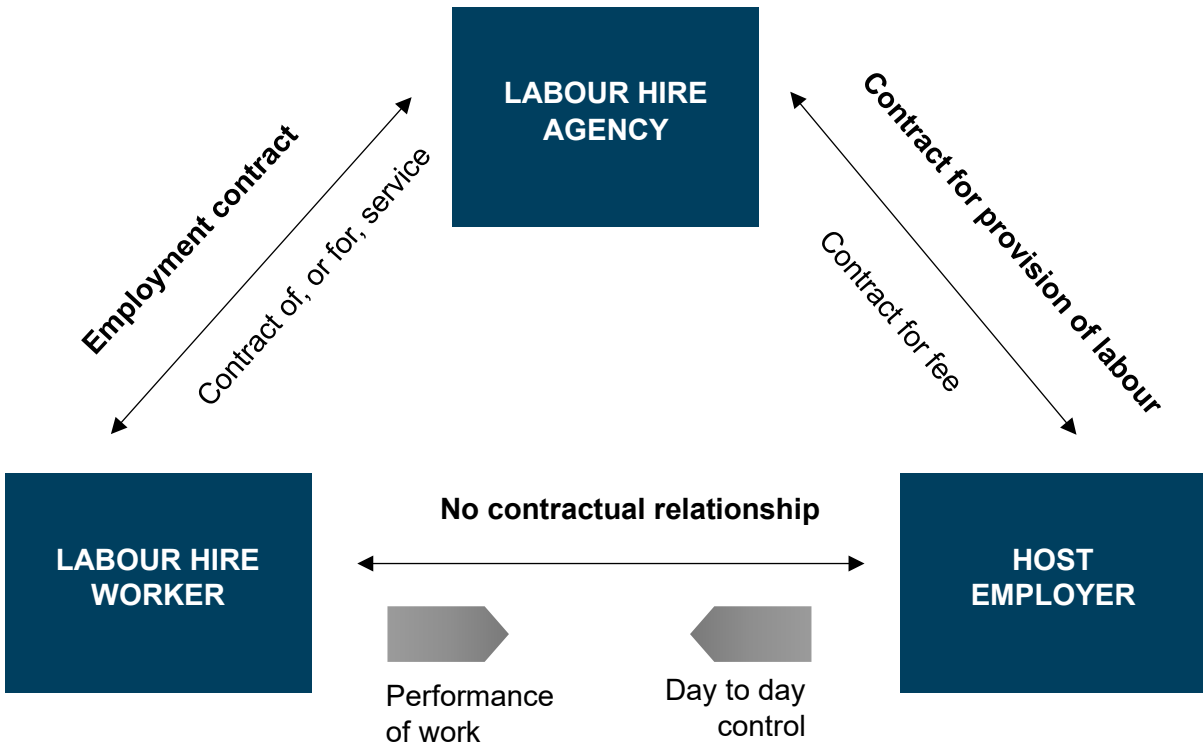 LABOUR HIRE
AGENCY
Employment contract
Contract of, or for, service
Contract for provision of labour
Contract for fee
No contractual relationship
LABOUR HIRE
WORKER
HOST
EMPLOYER
Performance
of work
Day to day
control